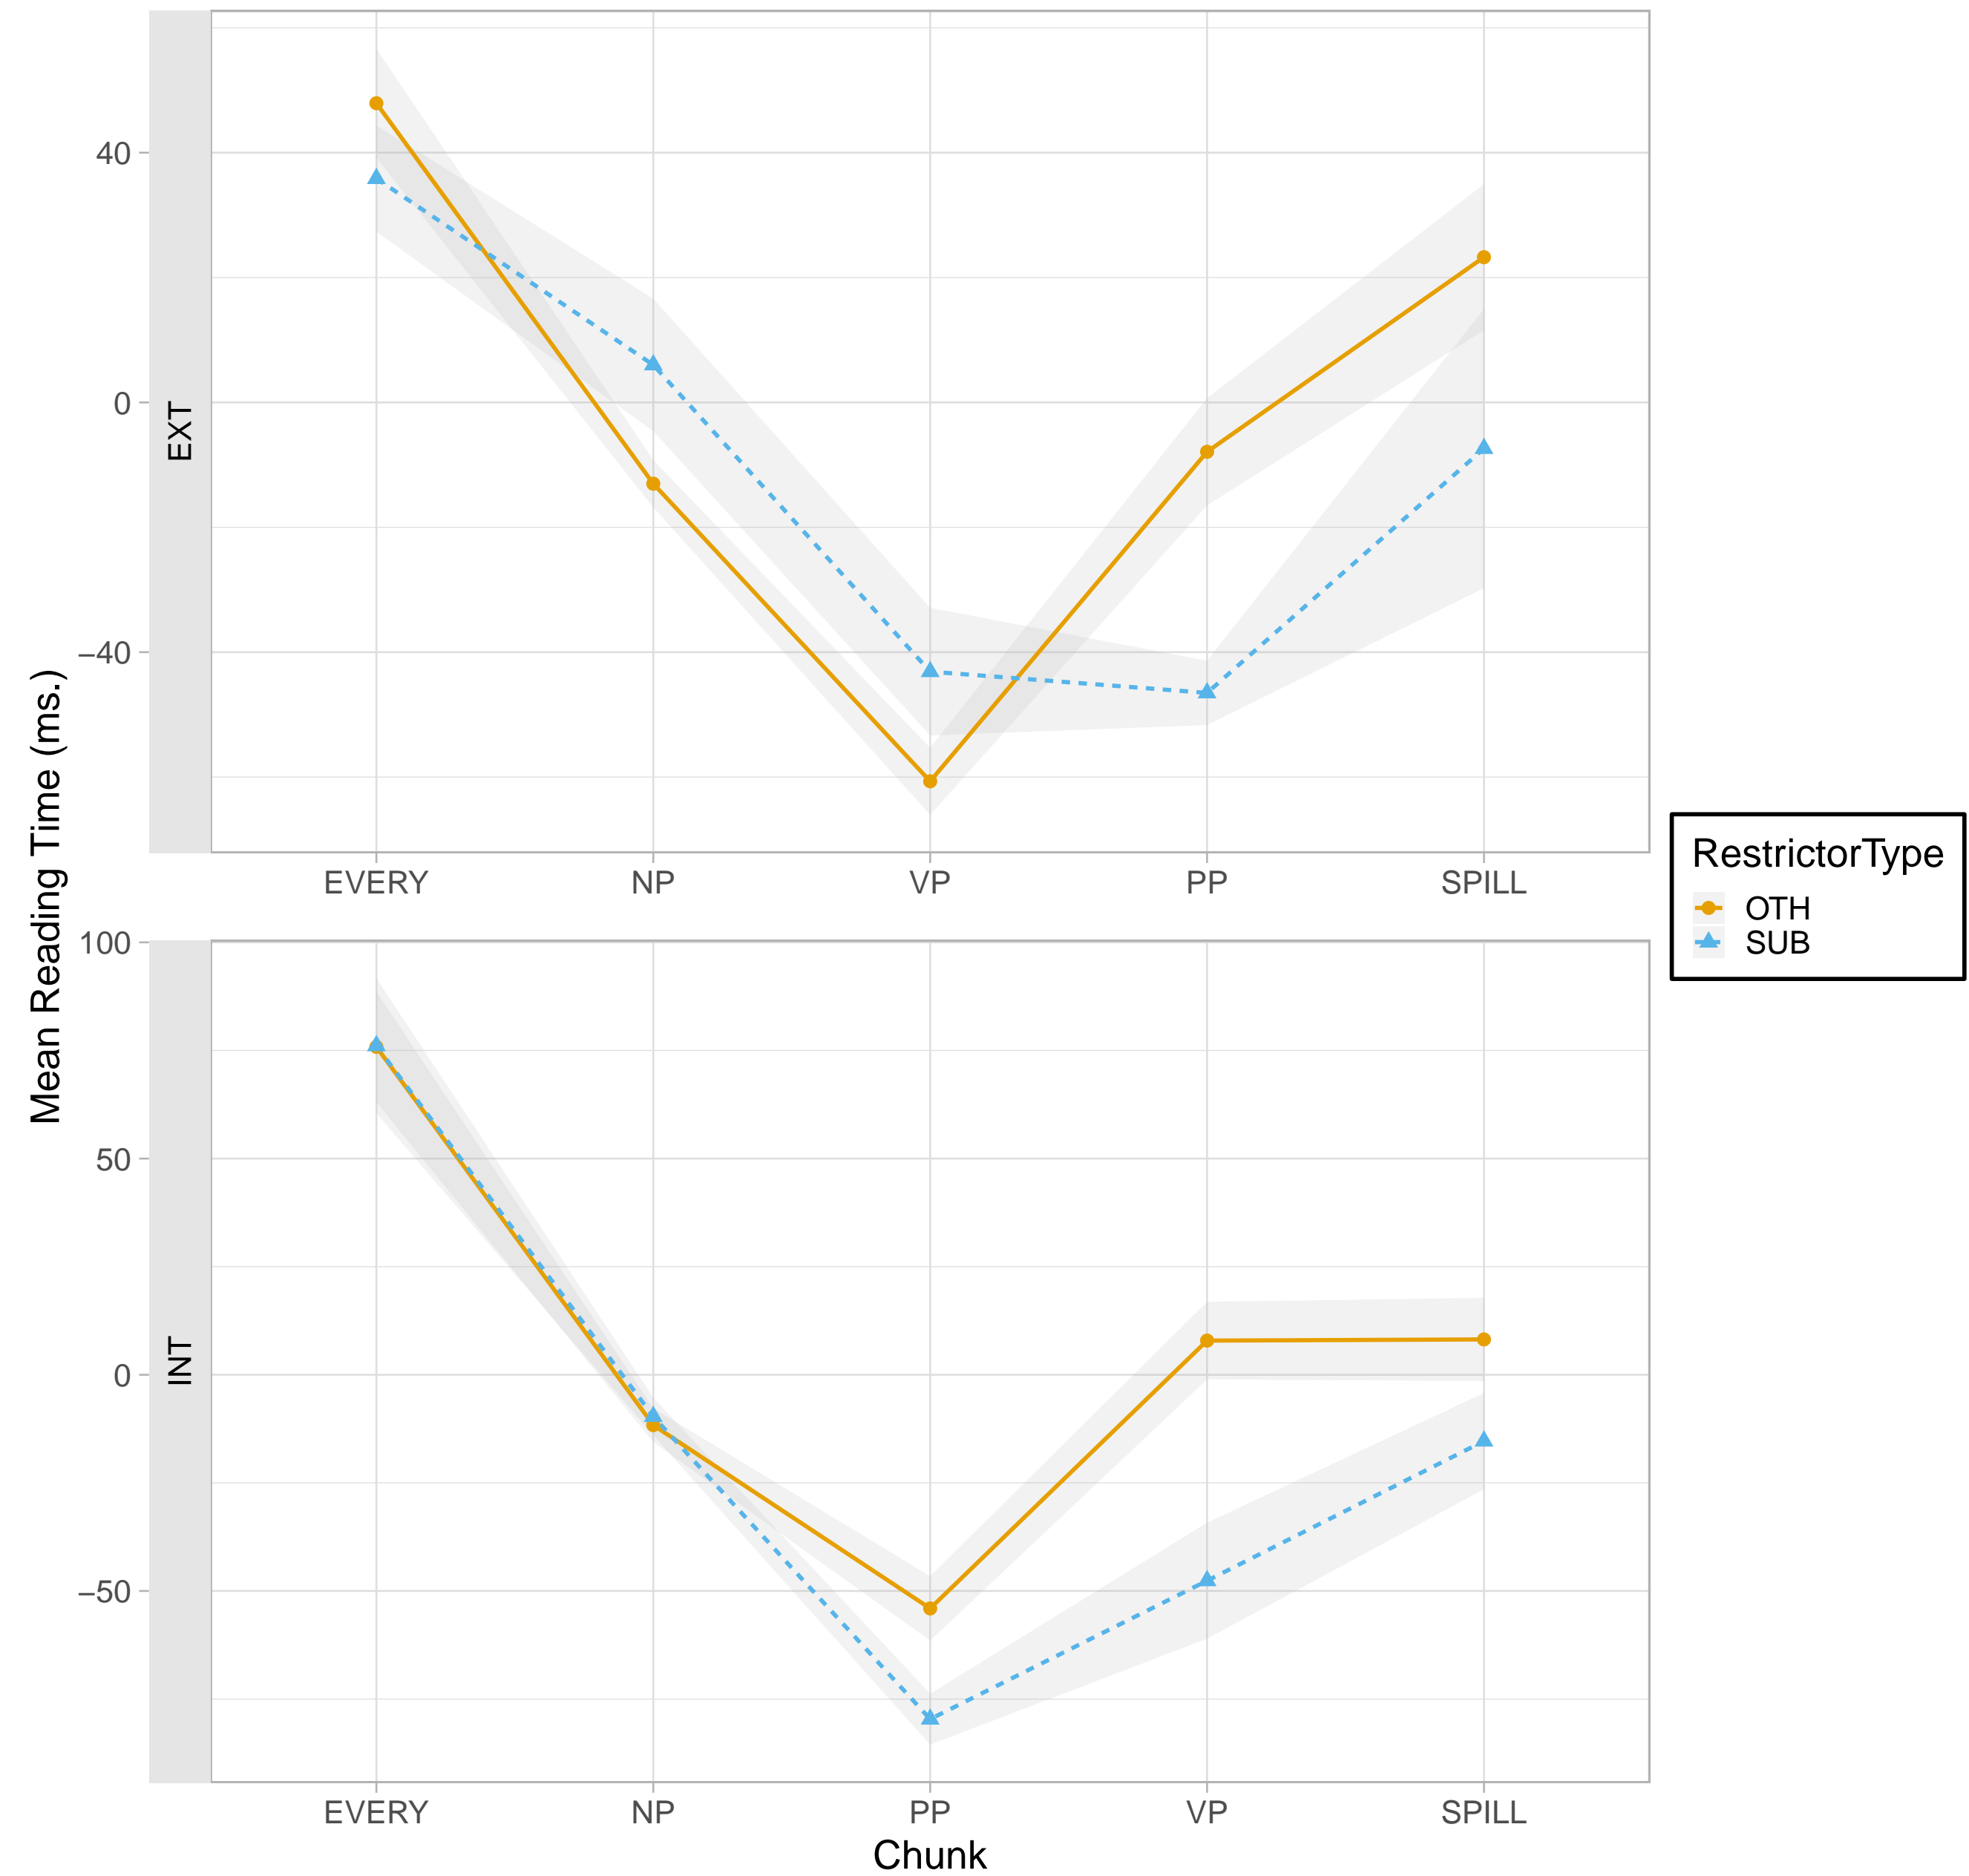 Mean Reading Time (ms.)
EXT
40
0
−40
EVERY NP VP PP SPILL
INT
100
50
0
−50
EVERY NP PP VP SPILL
Chunk
RestrictorType
OTH
SUB